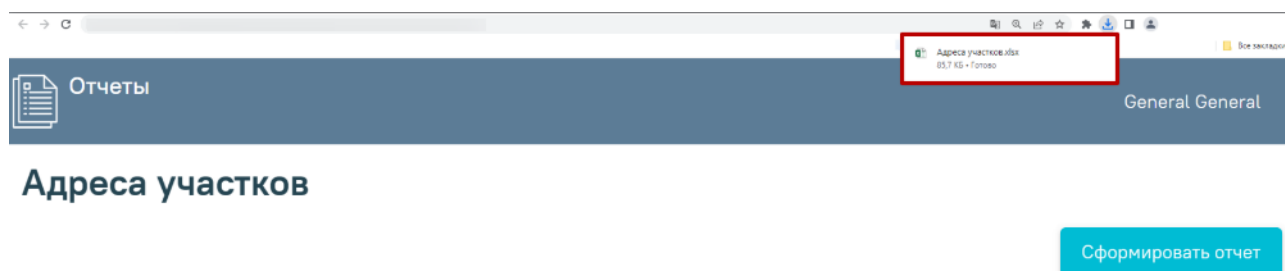 Адреса участков.xlsx
85,7 КБ • Готово
Все закладки
Отчеты
General General
Адреса участков
Сформировать отчет